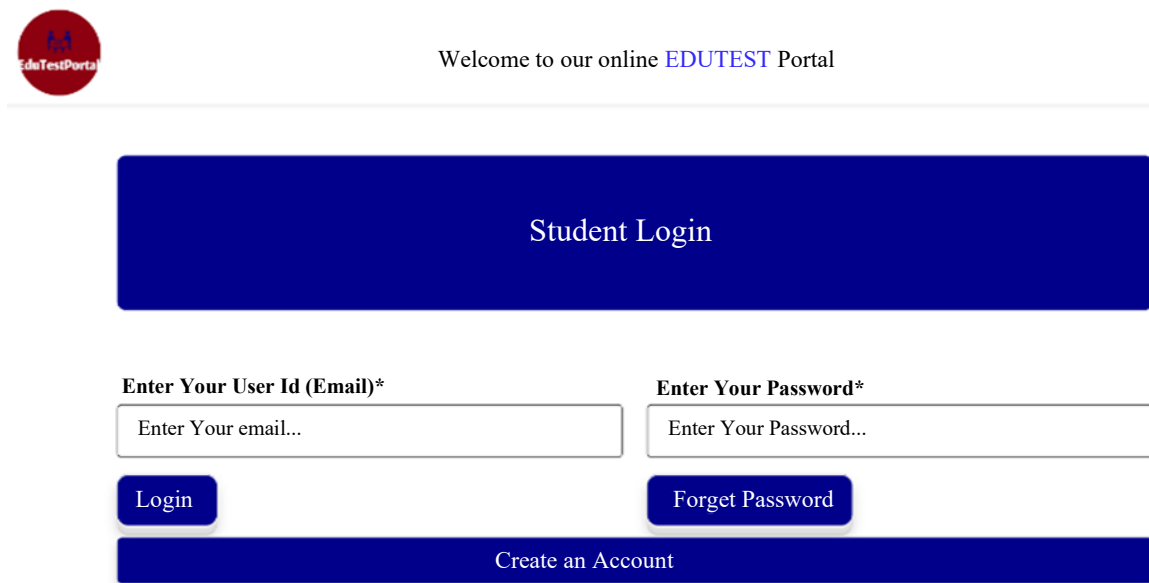 EduTestPortal
Welcome to our online EDUTEST Portal
Student Login
Enter Your User Id (Email)*
Enter Your Password*
Enter Your email...
Enter Your Password...
Login
Forget Password
Create an Account